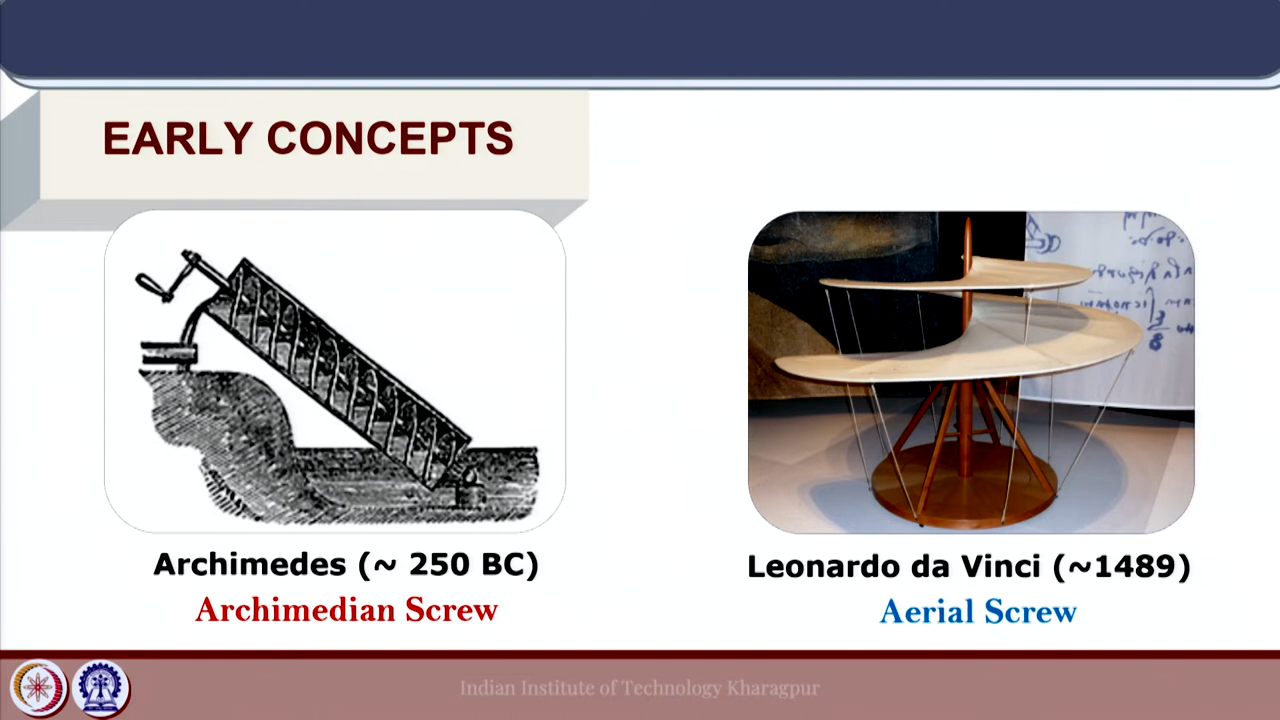 EARLY CONCEPTS
Archimedes (~ 250 BC)
Archimedian Screw
Leonardo da Vinci (~1489)
Aerial Screw
Indian Institute of Technology Kharagpur